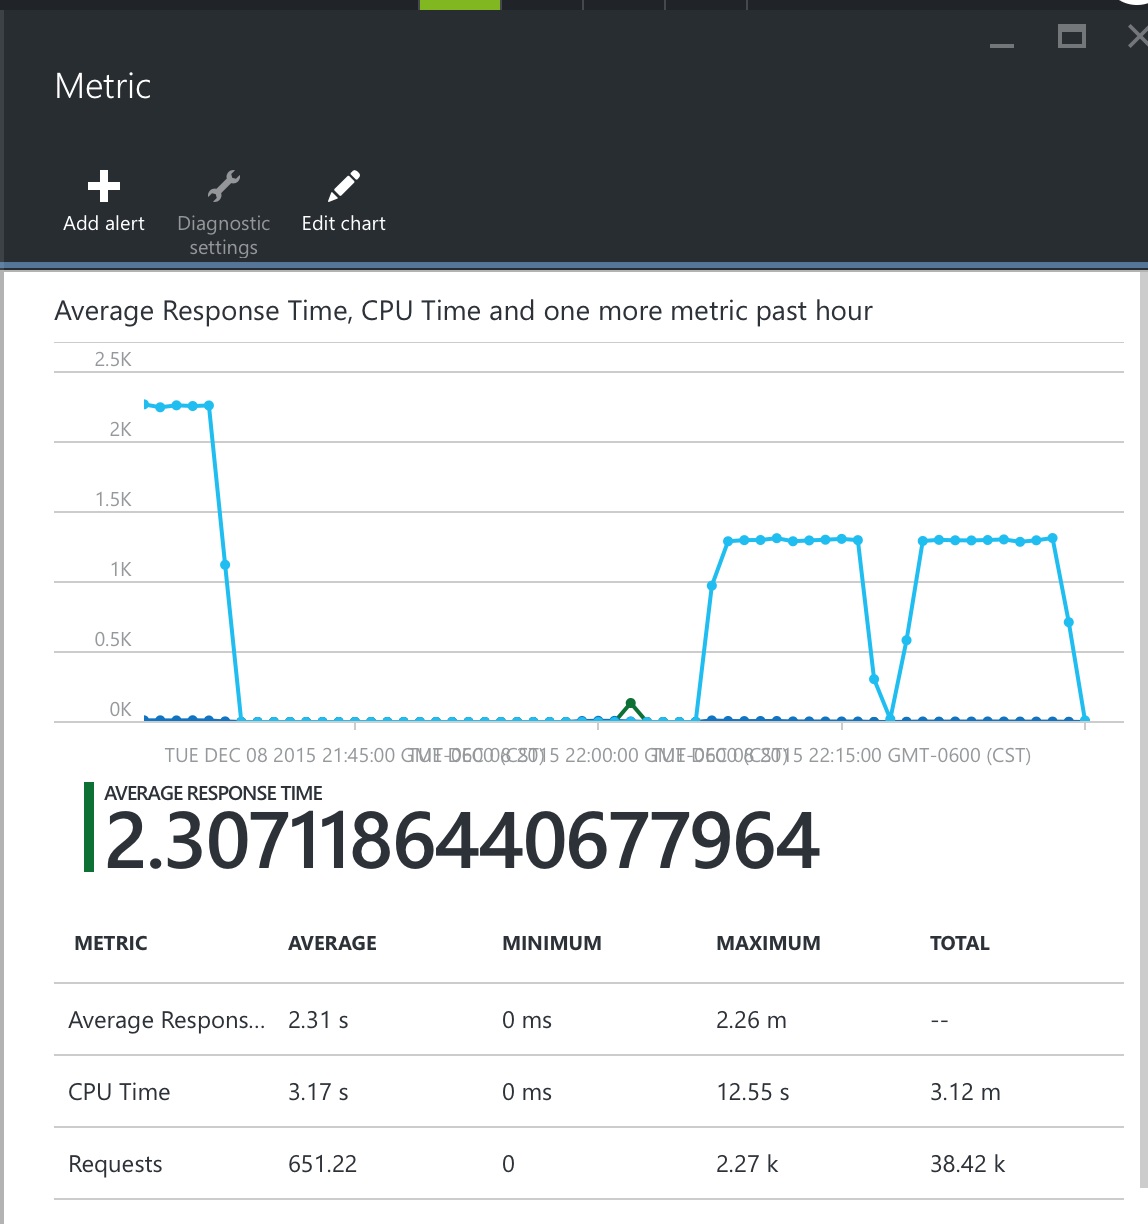 Metric
Add alert
Diagnostic settings
Edit chart
Average Response Time, CPU Time and one more metric past hour
2.5K
2K
1.5K
1K
0.5K
0K
TUE DEC 08 2015 21:45:00 GMT-0600 (CST) TUE DEC 08 2015 22:00:00 GMT-0600 (CST) TUE DEC 08 2015 22:15:00 GMT-0600 (CST)
AVERAGE RESPONSE TIME
2.3071186440677964
METRIC AVERAGE MINIMUM MAXIMUM TOTAL
Average Respons... 2.31 s 0 ms 2.26 m --
CPU Time 3.17 s 0 ms 12.55 s 3.12 m
Requests 651.22 0 2.27 k 38.42 k